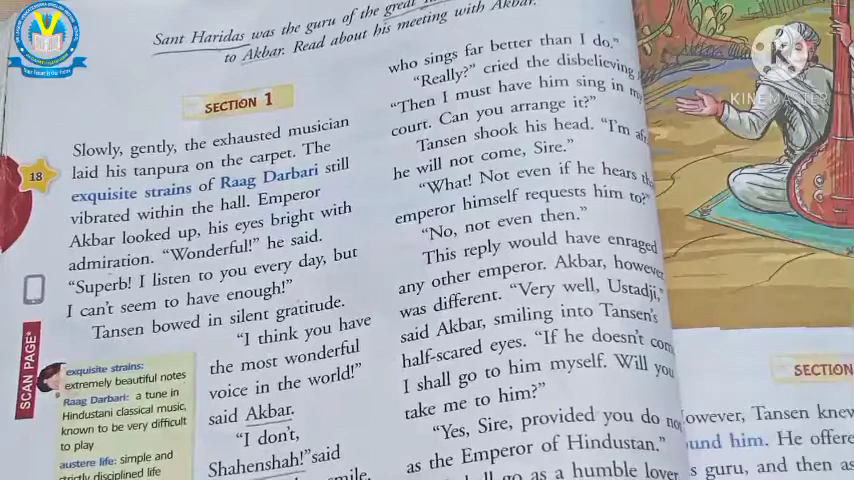 Sant Haridas was the guru of the great
to Akbar. Read about his meeting with Akbar.
SECTION 1
Slowly, gently, the exhausted musician
laid his tanpura on the carpet. The
exquisite strains of Raag Darbari still
vibrated within the hall. Emperor
Akbar looked up, his eyes bright with
admiration. “Wonderful!” he said.
“Superb! I listen to you every day, but
I can’t seem to have enough!”
Tansen bowed in silent gratitude.
“I think you have
the most wonderful
voice in the world!”
said Akbar.
“I don’t,
Shahenshah!”said
smile.
18
SCAN PAGE*
exquisite strains:
extremely beautiful notes
Raag Darbari: a tune in
Hindustani classical music,
known to be very difficult
to play
austere life: simple and
strictly disciplined life
who sings far better than I do.”
“Really?” cried the disbelieving
“Then I must have him sing in my
court. Can you arrange it?”
Tansen shook his head. “I’m
he will not come, Sire.”
“What! Not even if he hears
emperor himself requests him to?”
“No, not even then.”
This reply would have enraged
any other emperor. Akbar, however
was different. “Very well, Ustadji,”
said Akbar, smiling into Tansen’s
half-scared eyes. “If he doesn’t
I shall go to him myself. Will you
take me to him?”
“Yes, Sire, provided you do
as the Emperor of Hindustan.”
go as a humble lover
KINEMASTER
SECTION
However, Tansen knew
him. He
guru, and then as